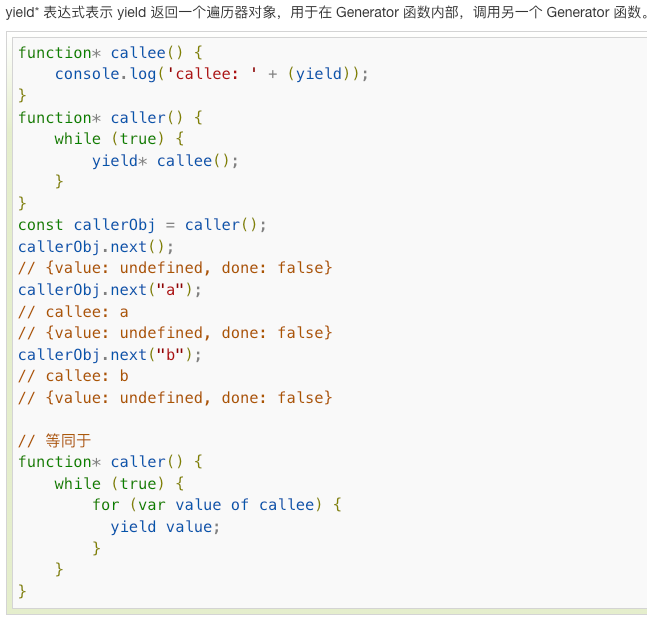 yield* 表达式表示 yield 返回一个遍历器对象，用于在 Generator 函数内部，调用另一个 Generator 函数。
function* callee() {
    console.log('callee: ' + (yield));
}
function* caller() {
    while (true) {
        yield* callee();
    }
}
const callerObj = caller();
callerObj.next();
// {value: undefined, done: false}
callerObj.next("a");
// callee: a
// {value: undefined, done: false}
callerObj.next("b");
// callee: b
// {value: undefined, done: false}

// 等同于
function* caller() {
    while (true) {
        for (var value of callee) {
          yield value;
        }
    }
}